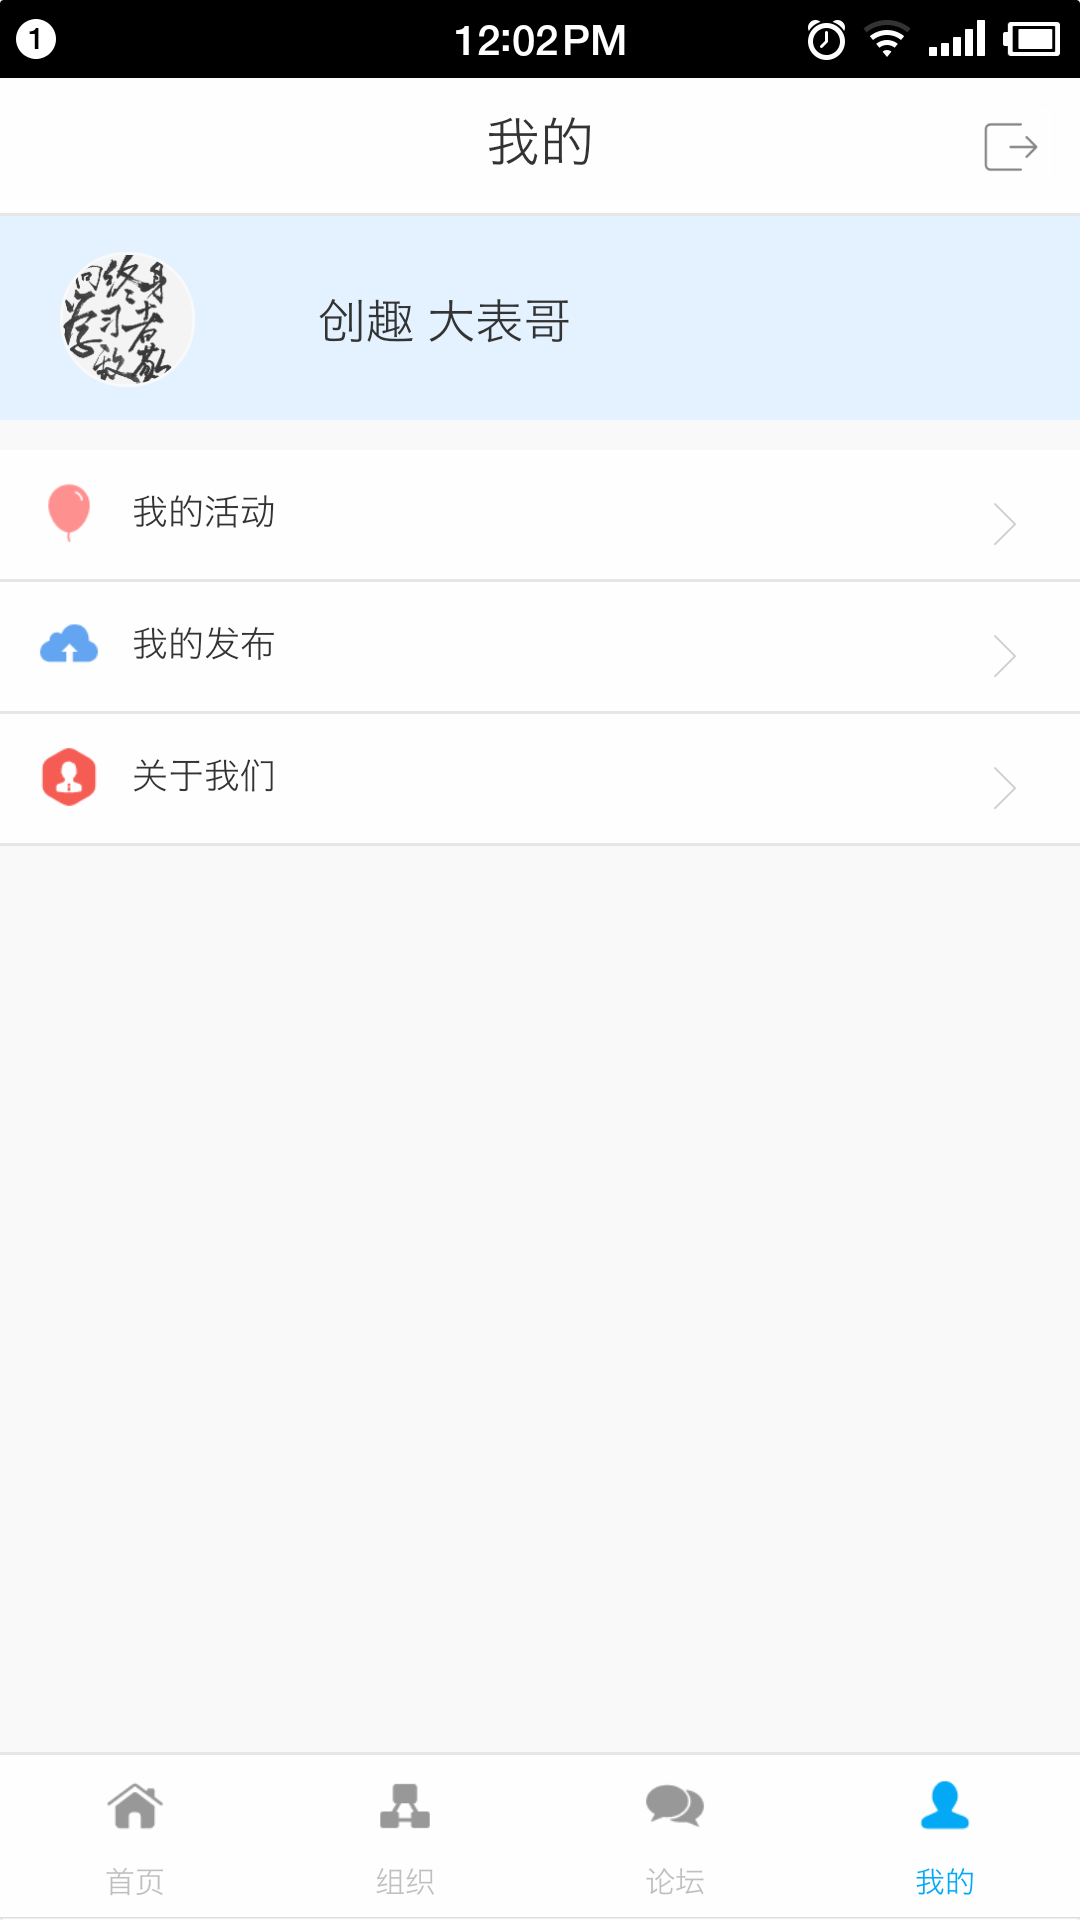 1
12:02PM
我的
向终身
学习者
致敬
创趣 大表哥
我的活动
我的发布
关于我们
首页 组织 论坛 我的